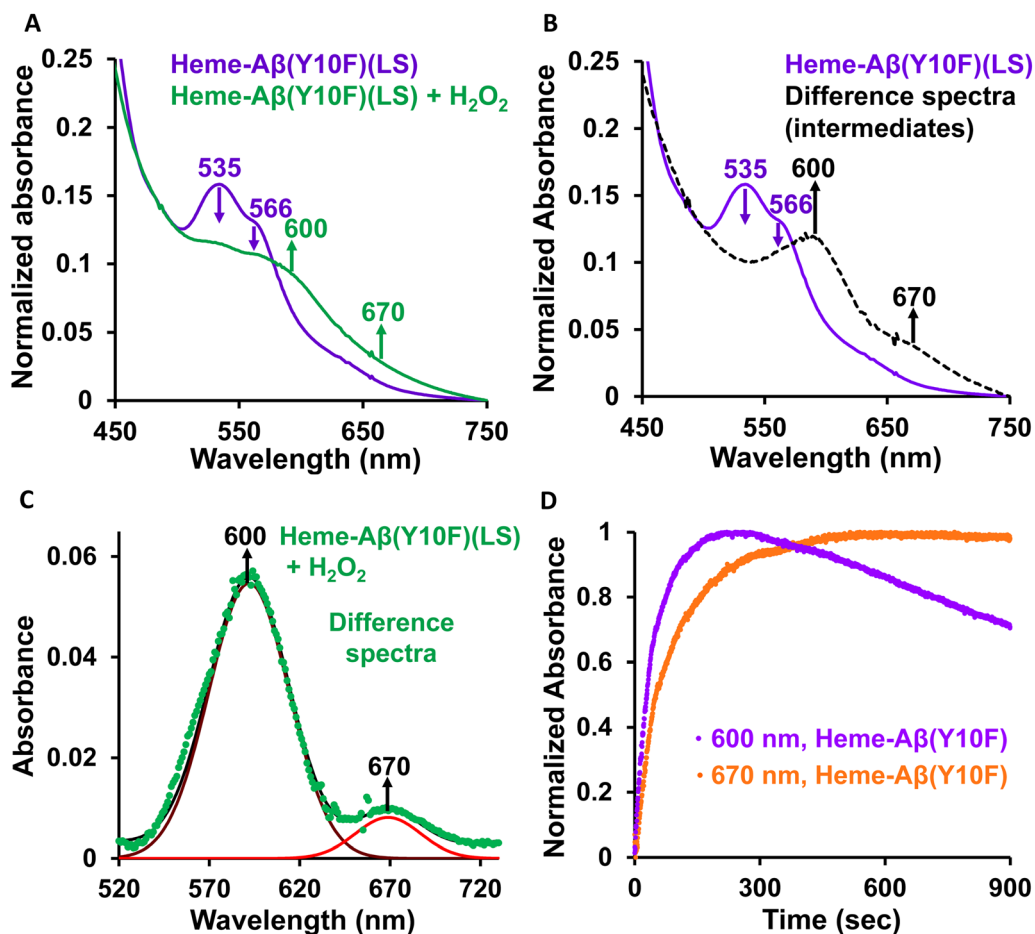 A
Normalized absorbance
0.25
0.2
0.15
0.1
0.05
0
Heme-Aβ(Y10F)(LS)
Heme-Aβ(Y10F)(LS) + H₂O₂
535
566
600
670
450 550 650 750
Wavelength (nm)
B
Normalized Absorbance
0.25
0.2
0.15
0.1
0.05
0
Heme-Aβ(Y10F)(LS)
Difference spectra
(intermediates)
535
566
600
670
450 550 650 750
Wavelength (nm)
C
Absorbance
0.06
0.04
0.02
0
600
Heme-Aβ(Y10F)(LS)
+ H₂O₂
Difference
spectra
670
520 570 620 670 720
Wavelength (nm)
D
Normalized Absorbance
1
0.8
0.6
0.4
0.2
0
600 nm, Heme-Aβ(Y10F)
670 nm, Heme-Aβ(Y10F)
0 300 600 900
Time (sec)